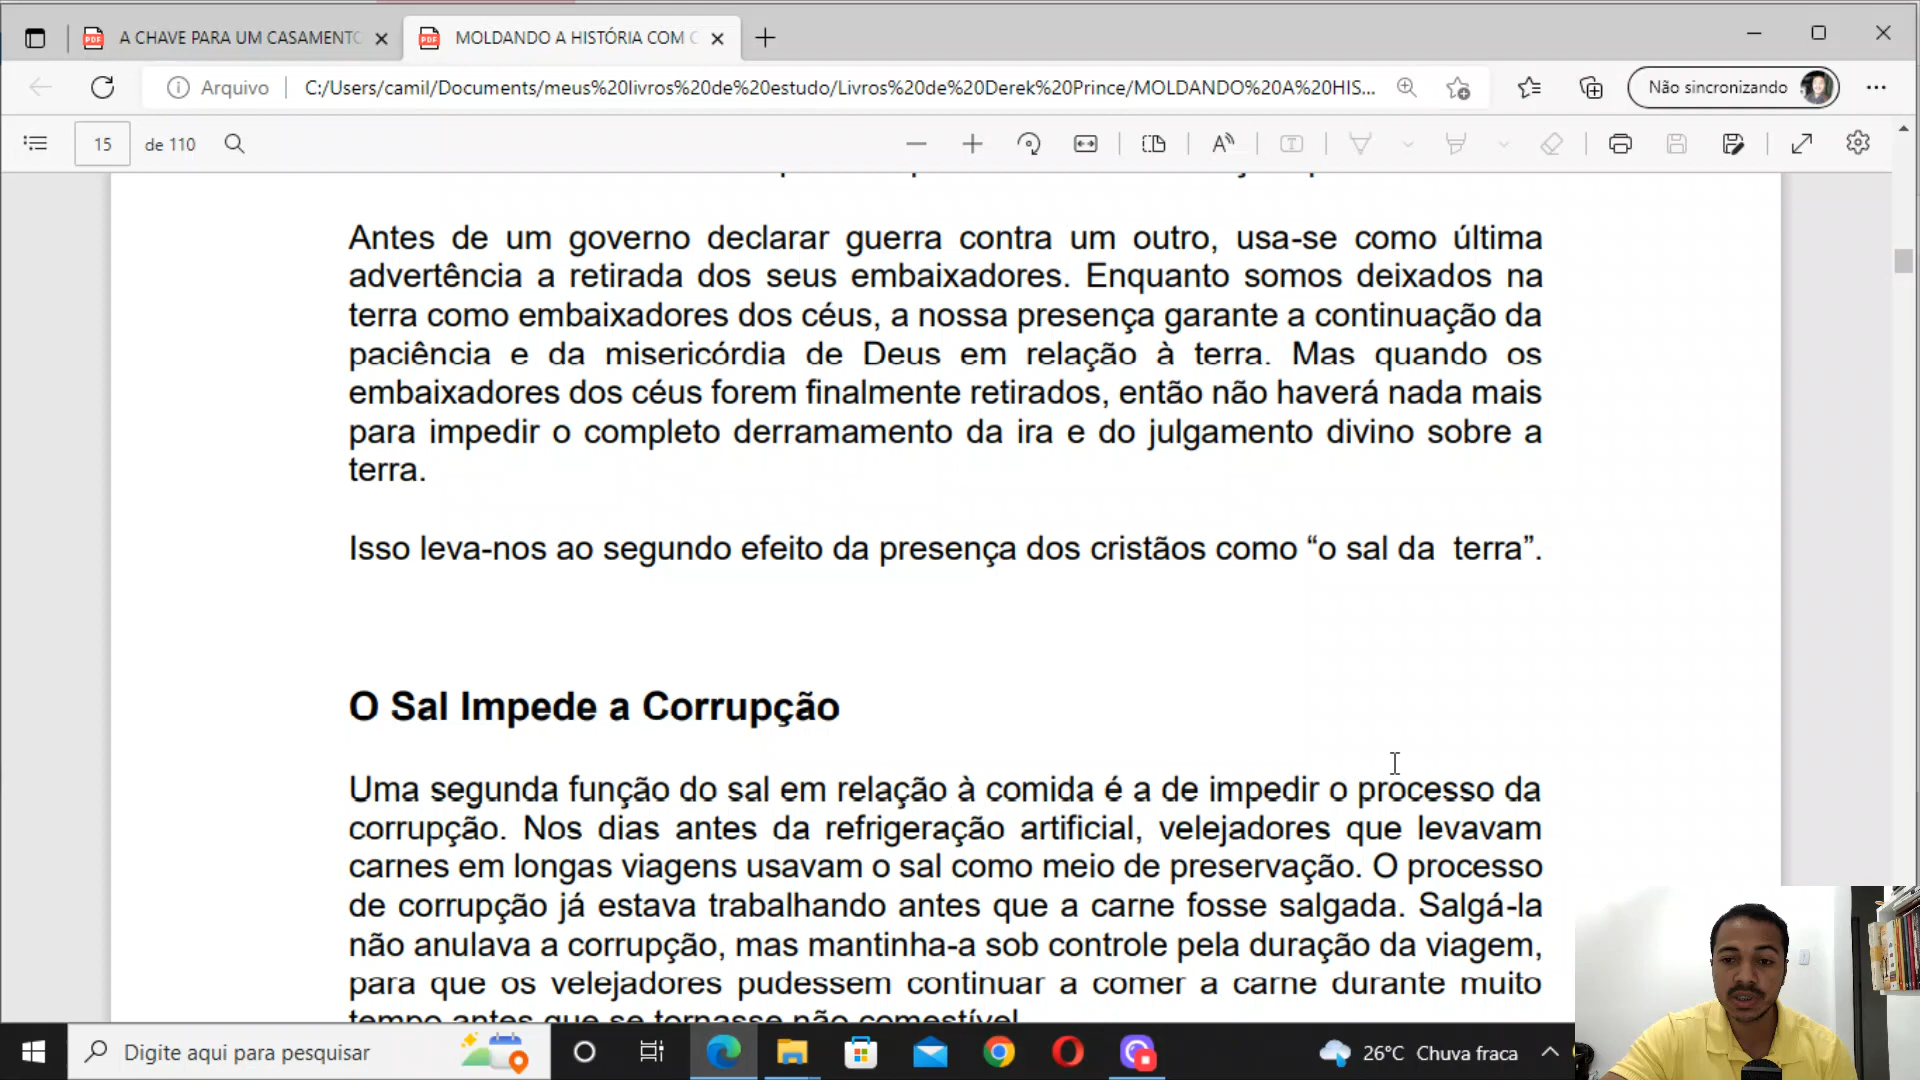 A CHAVE PARA UM CASAMENTO
MOLDANDO A HISTÓRIA COM
Arquivo
C:/Users/camil/Documents/meus%20livros%20de%20estudo/Livros%20de%20Derek%20Prince/MOLDANDO%20A%20HIS...
Não sincronizando
15 de 110
Antes de um governo declarar guerra contra um outro, usa-se como última
advertência a retirada dos seus embaixadores. Enquanto somos deixados na
terra como embaixadores dos céus, a nossa presença garante a continuação da
paciência e da misericórdia de Deus em relação à terra. Mas quando os
embaixadores dos céus forem finalmente retirados, então não haverá nada mais
para impedir o completo derramamento da ira e do julgamento divino sobre a
terra.
Isso leva-nos ao segundo efeito da presença dos cristãos como “o sal da terra”.
O Sal Impede a Corrupção
Uma segunda função do sal em relação à comida é a de impedir o processo da
corrupção. Nos dias antes da refrigeração artificial, velejadores que levavam
carnes em longas viagens usavam o sal como meio de preservação. O processo
de corrupção já estava trabalhando antes que a carne fosse salgada. Salgá-la
não anulava a corrupção, mas mantinha-a sob controle pela duração da viagem,
para que os velejadores pudessem continuar a comer a carne durante muito
tempo antes que se tornasse não comestível
Digite aqui para pesquisar
26°C Chuva fraca